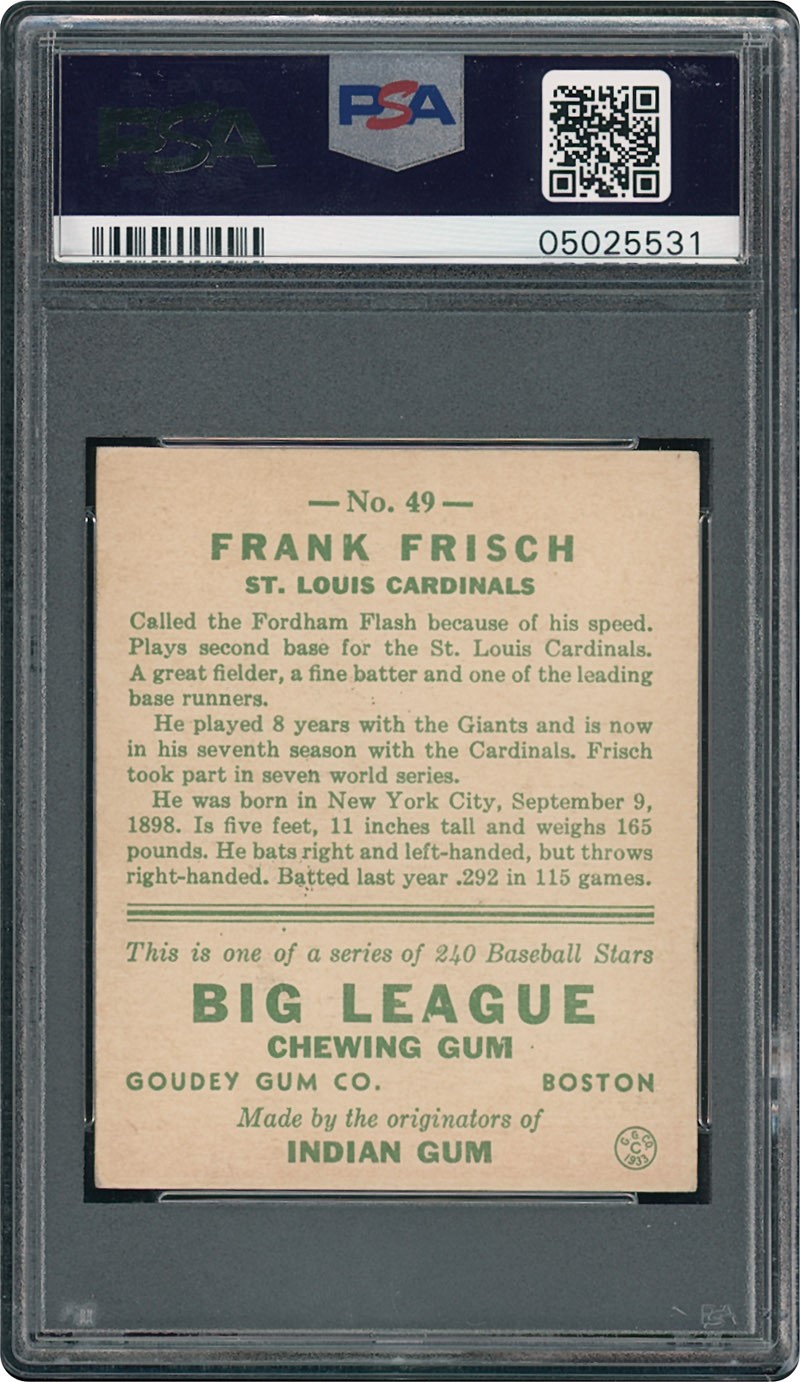 PSA
PSA
05025531
— No. 49 —
FRANK FRISCH
ST. LOUIS CARDINALS
Called the Fordham Flash because of his speed.
Plays second base for the St. Louis Cardinals.
A great fielder, a fine batter and one of the leading
base runners.
He played 8 years with the Giants and is now
in his seventh season with the Cardinals. Frisch
took part in seven world series.
He was born in New York City, September 9,
1898. Is five feet, 11 inches tall and weighs 165
pounds. He bats right and left-handed, but throws
right-handed. Batted last year .292 in 115 games.
This is one of a series of 240 Baseball Stars
BIG LEAGUE
CHEWING GUM
GOUDEY GUM CO. BOSTON
Made by the originators of
INDIAN GUM
G. G. CO.
C
1933
PSA